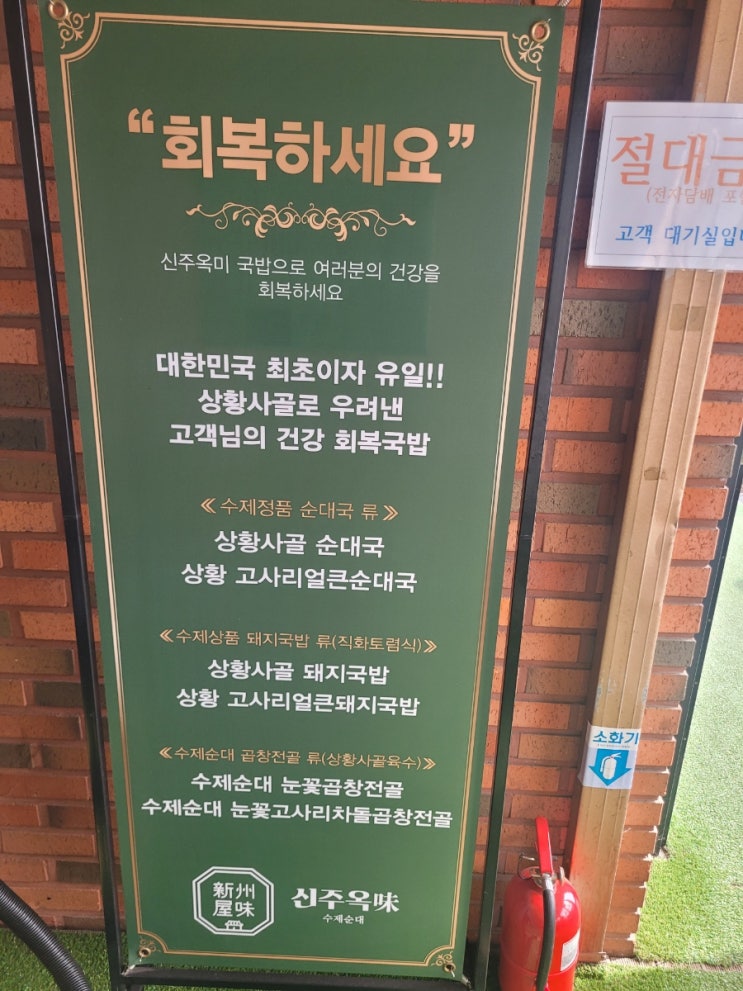 “회복하세요”
신주옥미 국밥으로 여러분의 건강을
회복하세요
대한민국 최초이자 유일!!
상황사골로 우려낸
고객님의 건강 회복국밥
≪수제정품 순대국 류≫
상황사골 순대국
상황 고사리얼큰순대국
≪수제상품 돼지국밥 류(직화토렴식)≫
상황사골 돼지국밥
상황 고사리얼큰돼지국밥
≪수제순대 곱창전골 류(상황사골육수)≫
수제순대 눈꽃곱창전골
수제순대 눈꽃고사리차돌곱창전골
新州
屋味
신주옥味
수제순대
절대금
(전자담배 포
고객 대기실입
소화기